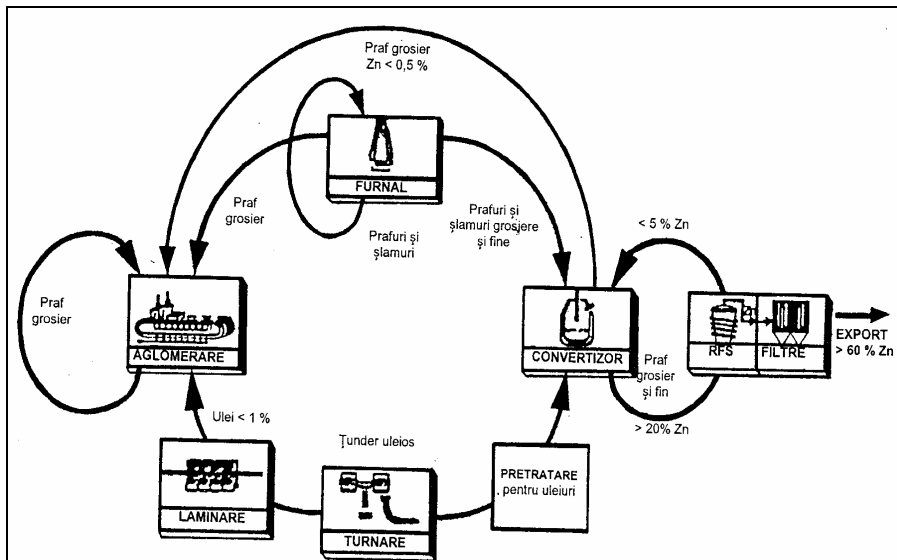 Praf grosier
Zn < 0,5 %
FURNAL
Praf
grosier
Prafuri și
șlamuri grosjere
și fine
Prafuri și
șlamuri
< 5 % Zn
Praf
grosier
AGLOMERARE
CONVERTIZOR
RFS
FILTRE
EXPORT
> 60 % Zn
Praf
grosier
și fin
> 20% Zn
Ulei < 1 %
Țunder uleios
PRETRATARE
pentru uleiuri
LAMINARE
TURNARE